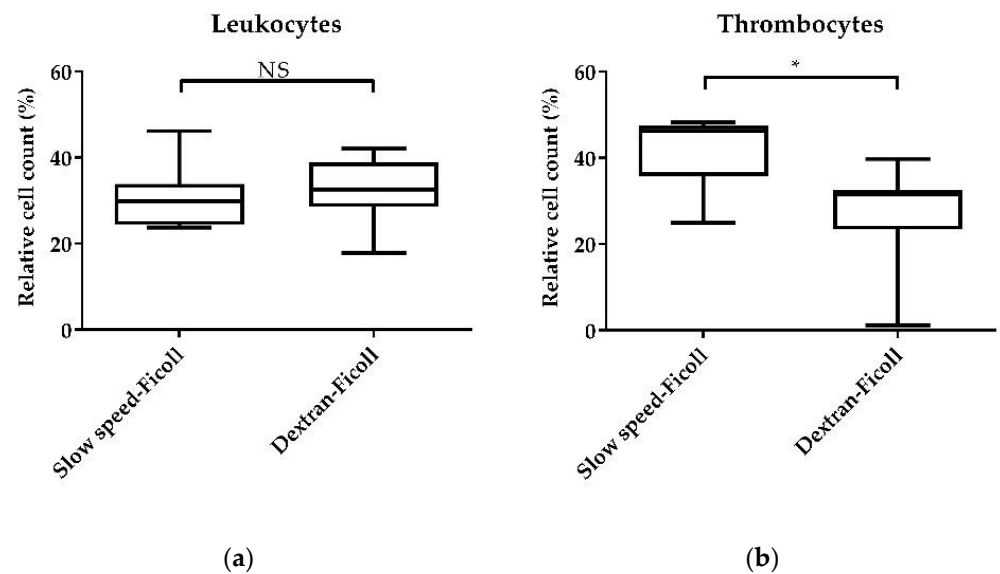 Leukocytes
Relative cell count (%)
60
40
20
0
NS
Slow speed-Ficoll
Dextran-Ficoll
(a)
Thrombocytes
Relative cell count (%)
60
40
20
0
*
Slow speed-Ficoll
Dextran-Ficoll
(b)